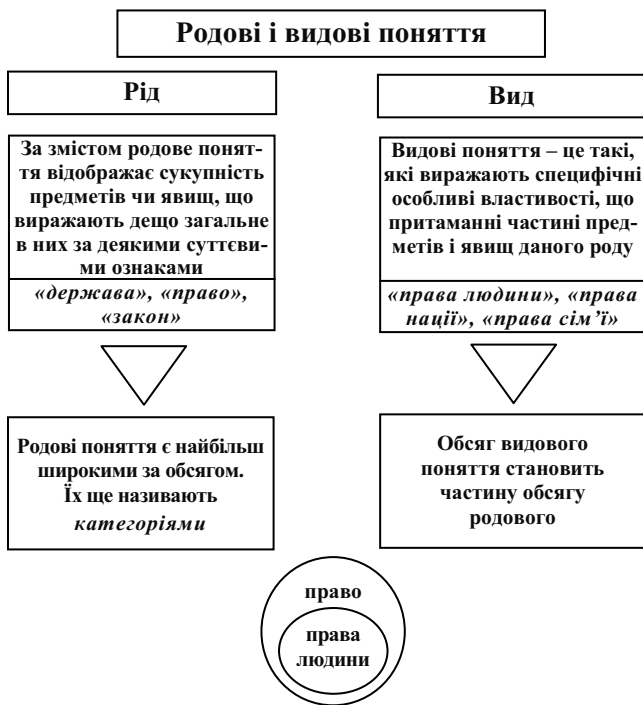 Родові і видові поняття
Рід
За змістом родове понят-
тя відображає сукупність
предметів чи явищ, що
виражають дещо загальне
в них за деякими суттєви-
ми ознаками
«держава», «право»,
«закон»
Родові поняття є найбільш
широкими за обсягом.
Їх ще називають
категоріями
Вид
Видові поняття – це такі,
які виражають специфічні
особливі властивості, що
притаманні частині пред-
метів і явищ даного роду
«права людини», «права
нації», «права сім’ї»
Обсяг видового
поняття становить
частину обсягу
родового
право
права
людини